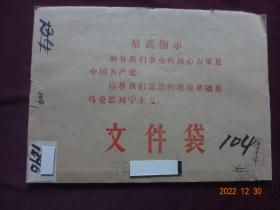 最高指示
领导我们事业的核心力量是
中国共产党。
指导我们思想的理论基础是
马克思列宁主义。
文件袋
104
104
1290
2022 12 30